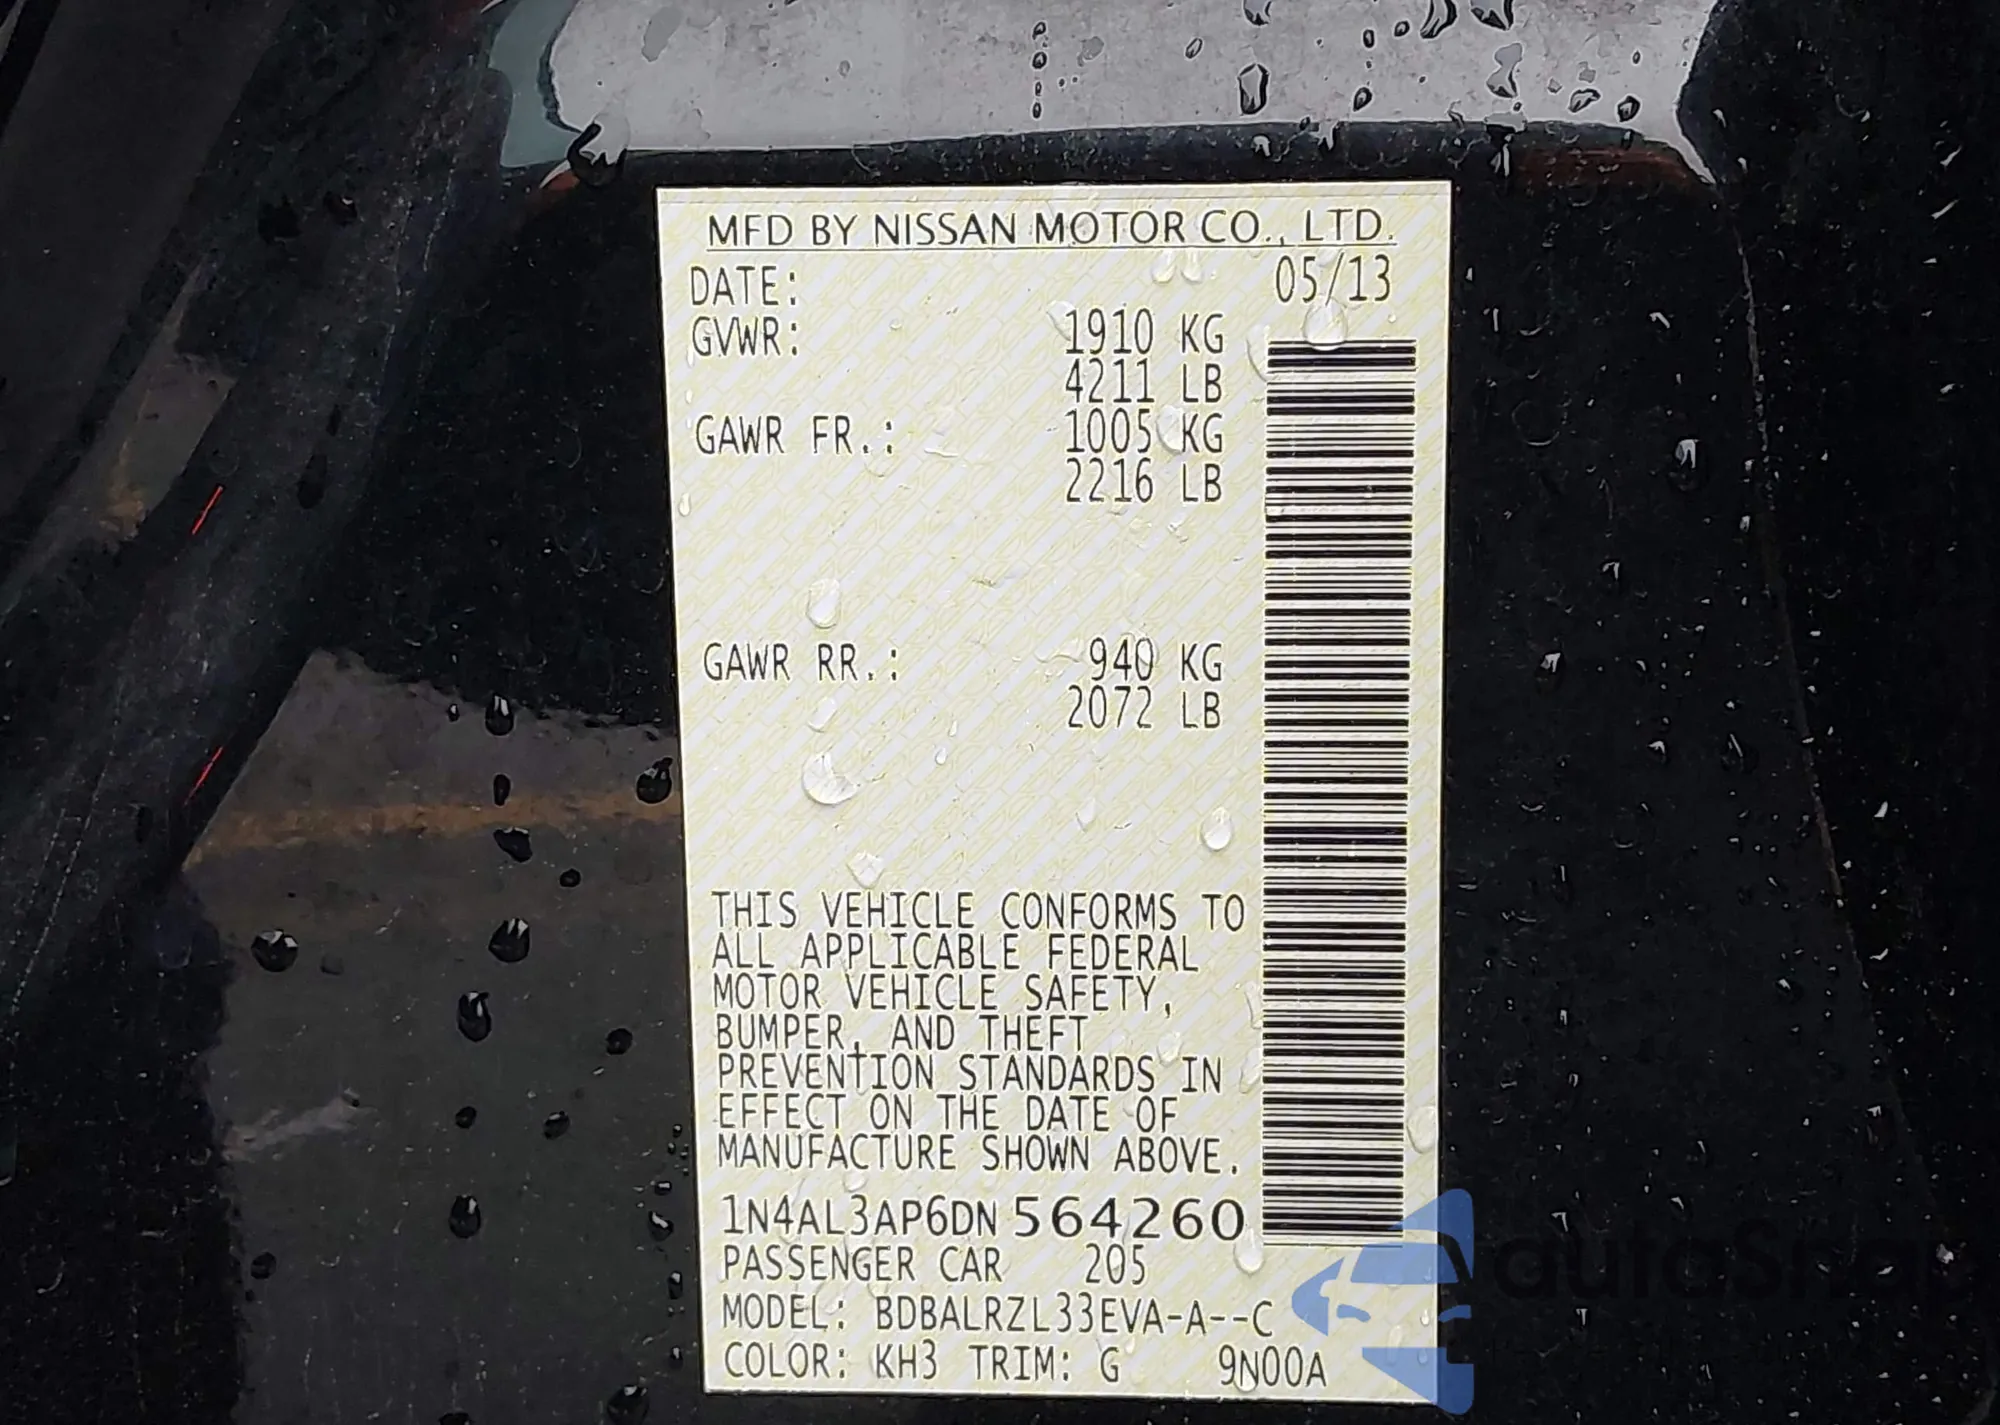 MFD BY NISSAN MOTOR CO., LTD.
DATE: 05/13
GVWR: 1910 KG
4211 LB
GAWR FR.: 1005 KG
2216 LB
GAWR RR.: 940 KG
2072 LB
THIS VEHICLE CONFORMS TO
ALL APPLICABLE FEDERAL
MOTOR VEHICLE SAFETY,
BUMPER, AND THEFT
PREVENTION STANDARDS IN
EFFECT ON THE DATE OF
MANUFACTURE SHOWN ABOVE.
1N4AL3AP6DN564260
PASSENGER CAR 205
MODEL: BDBALRZL33EVA-A--C
COLOR: KH3 TRIM: G 9N00A
autoShop